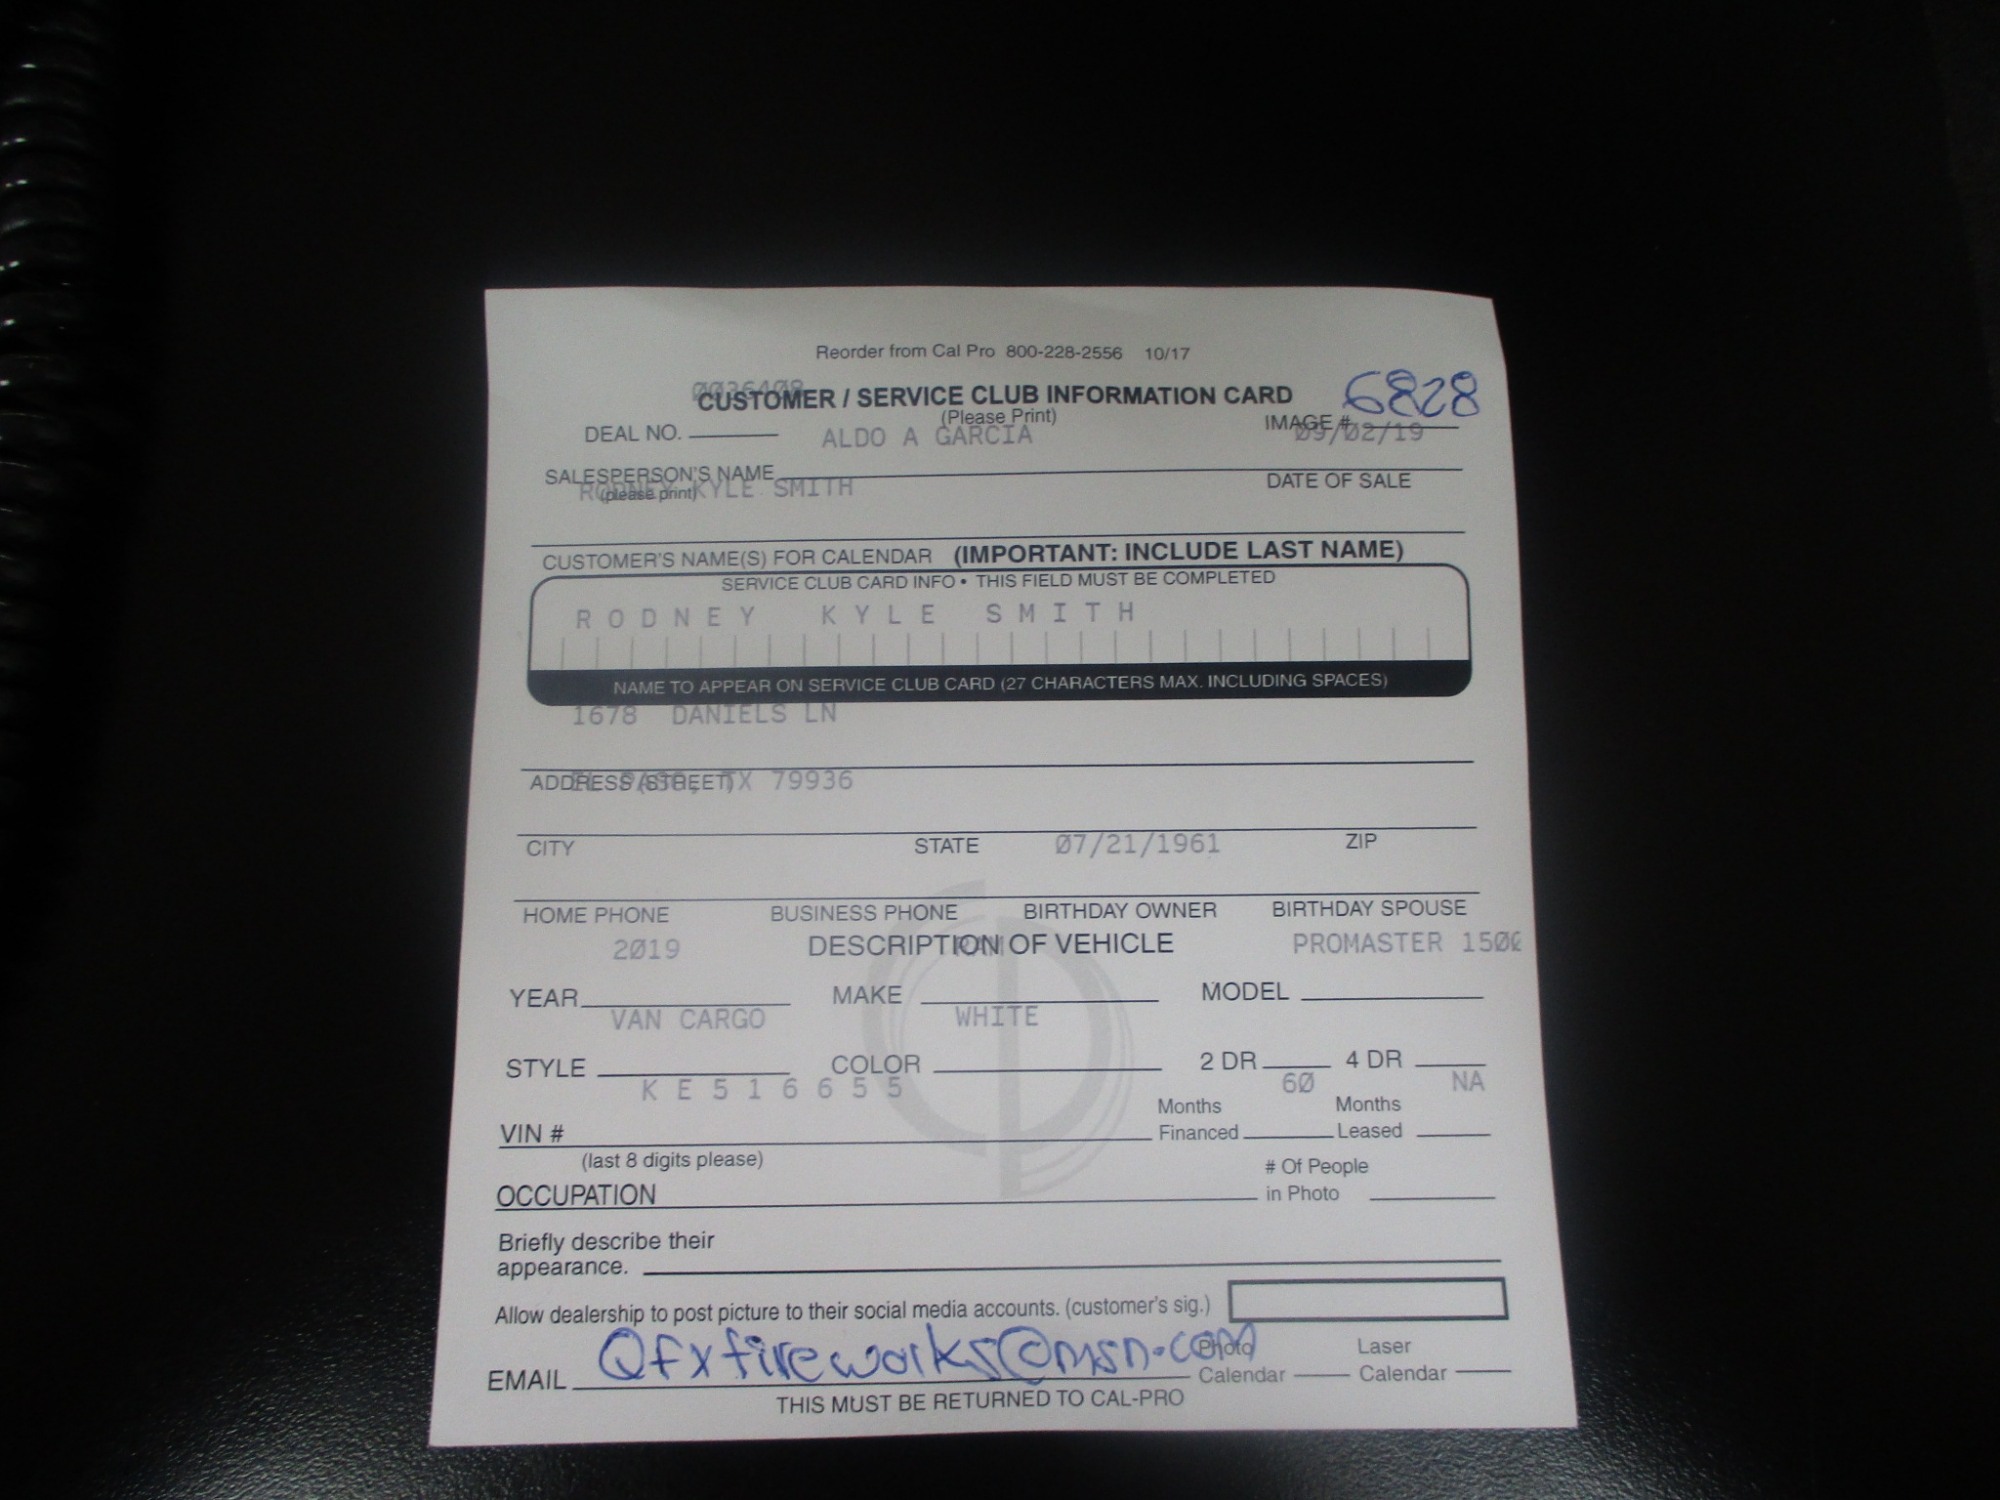 Reorder from Cal Pro 800-228-2556 10/17
0036408
CUSTOMER / SERVICE CLUB INFORMATION CARD 6828
(Please Print)
DEAL NO. IMAGE #
ALDO A GARCIA 09/02/19
SALESPERSON'S NAME DATE OF SALE
(please print)
RODNEY KYLE SMITH
CUSTOMER'S NAME(S) FOR CALENDAR (IMPORTANT: INCLUDE LAST NAME)
SERVICE CLUB CARD INFO • THIS FIELD MUST BE COMPLETED
RODNEY KYLE SMITH
NAME TO APPEAR ON SERVICE CLUB CARD (27 CHARACTERS MAX. INCLUDING SPACES)
1678 DANIELS LN
ADDRESS (STREET)
EL PASO, TX 79936
CITY STATE ZIP
07/21/1961
HOME PHONE BUSINESS PHONE BIRTHDAY OWNER BIRTHDAY SPOUSE
DESCRIPTION OF VEHICLE
2019 RAM PROMASTER 1500
YEAR MAKE MODEL
VAN CARGO WHITE
STYLE COLOR 2 DR 4 DR
KE516655 60 NA
VIN # Months Financed Months Leased
(last 8 digits please)
OCCUPATION # Of People in Photo
Briefly describe their
appearance.
Allow dealership to post picture to their social media accounts. (customer's sig.)
EMAIL Qfxfireworks@msn.com Photo Calendar Laser Calendar
THIS MUST BE RETURNED TO CAL-PRO